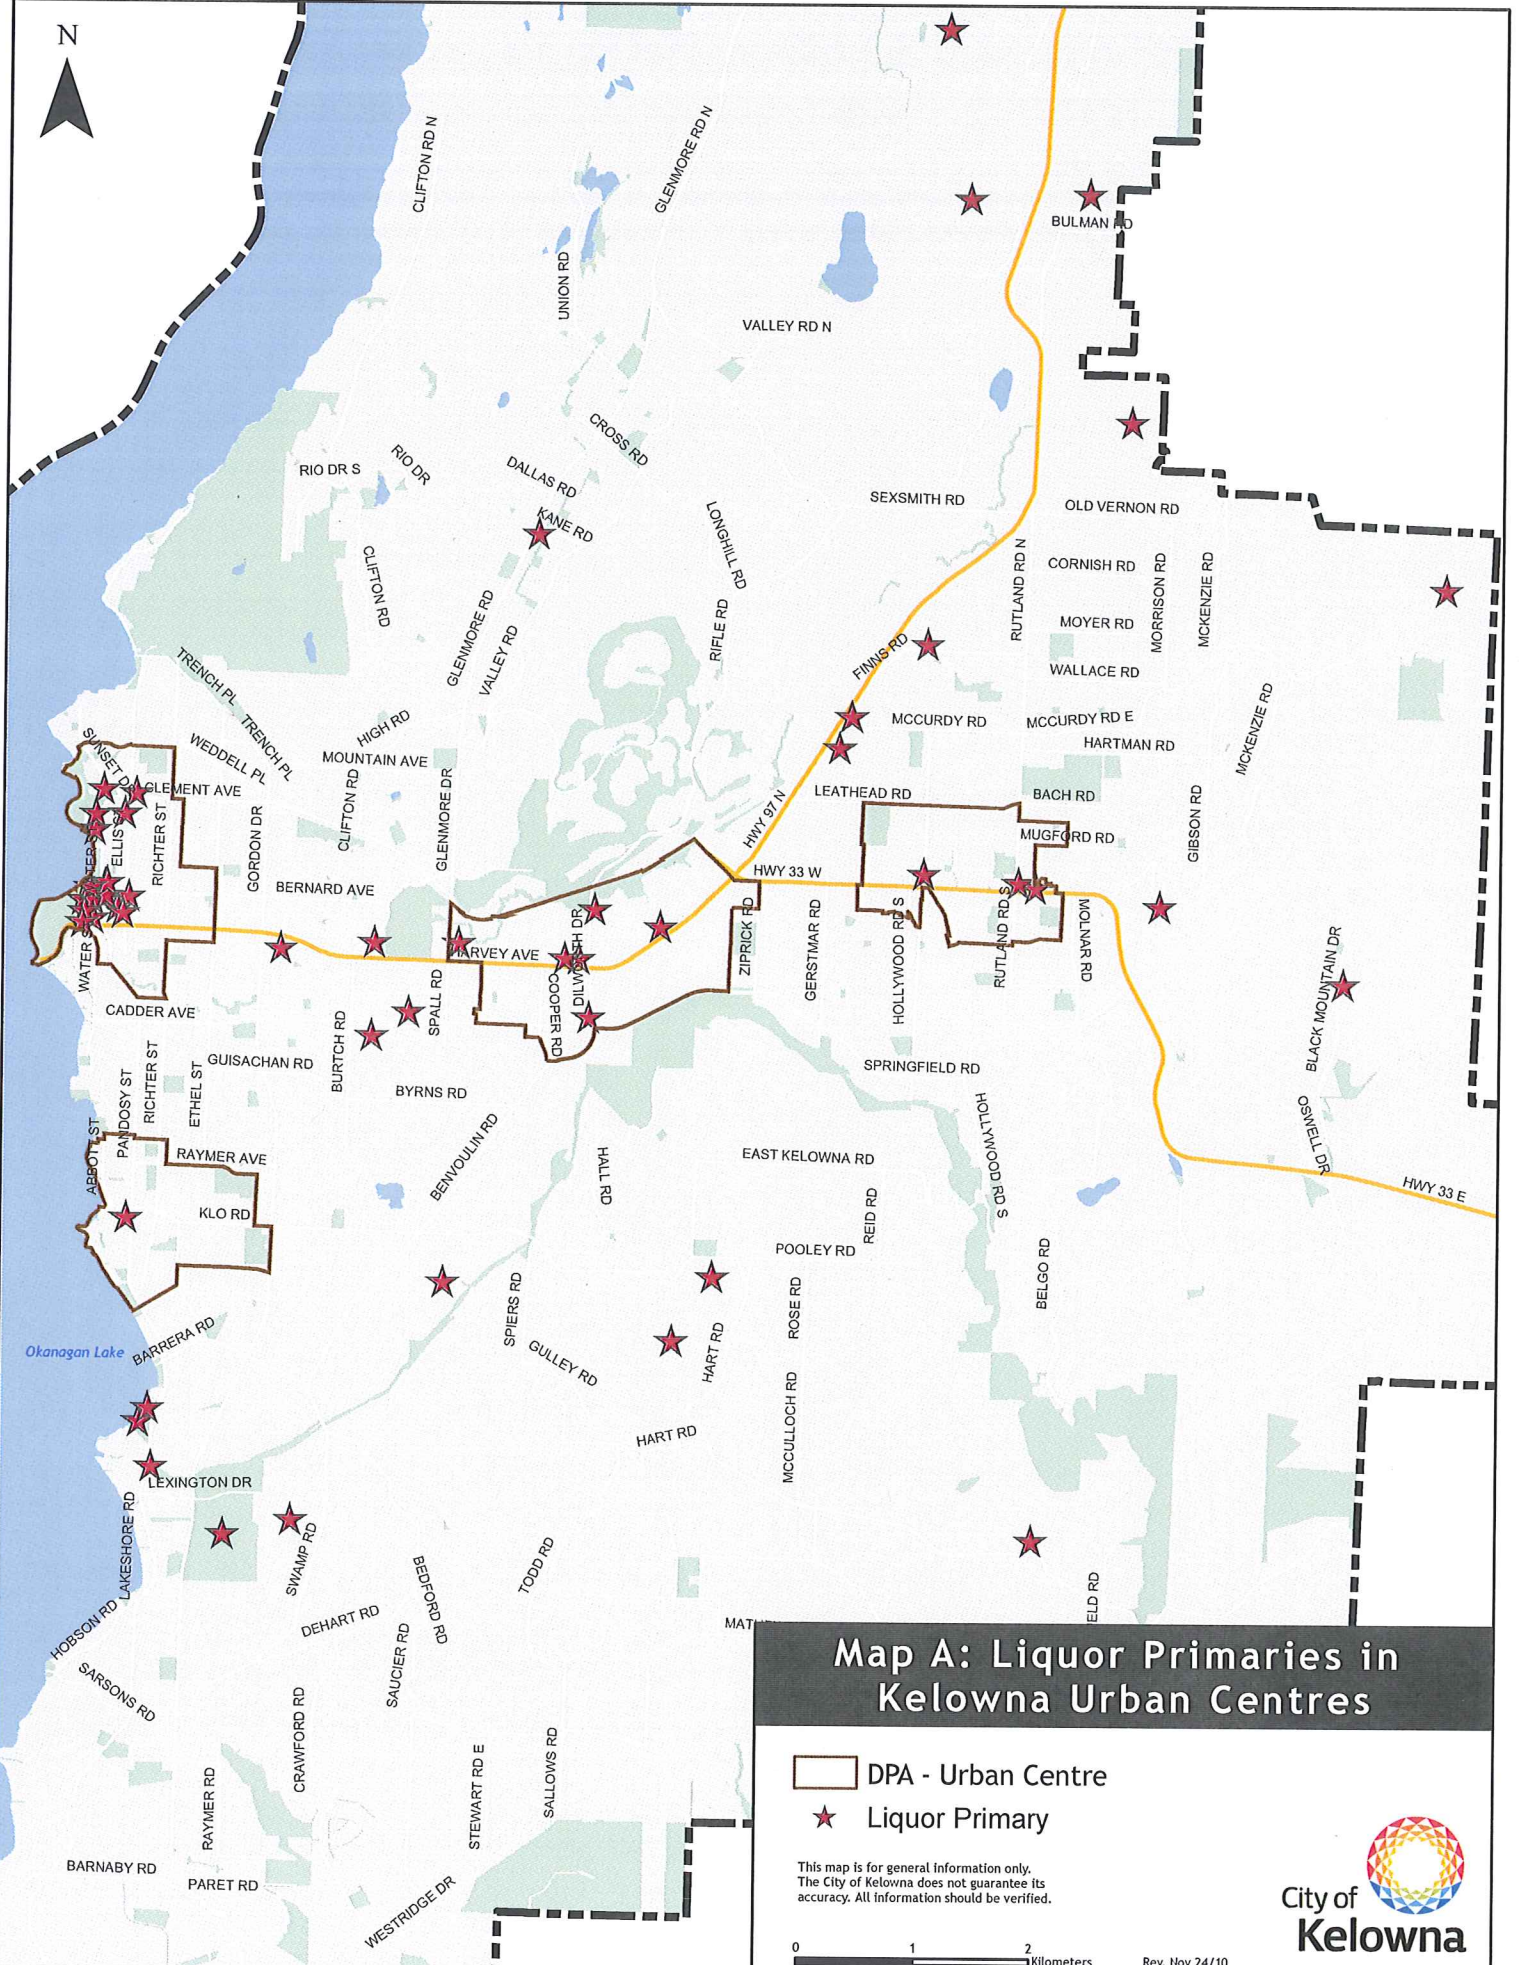 N
CLIFTON RD N
GLENMORE RD N
BULMAN RD
UNION RD
VALLEY RD N
CROSS RD
RIO DR S
RIO DR
DALLAS RD
KANE RD
SEXSMITH RD
OLD VERNON RD
LONGHILL RD
CLIFTON RD
RUTLAND RD N
CORNISH RD
MORRISON RD
MCKENZIE RD
GLENMORE RD
VALLEY RD
RIFLE RD
MOYER RD
FINNS RD
WALLACE RD
TRENCH PL
MCKENZIE RD
TRENCH PL
HIGH RD
MCCURDY RD
MCCURDY RD E
HARTMAN RD
SUNSET DR
WEDDELL PL
MOUNTAIN AVE
CLEMENT AVE
CLIFTON RD
GLENMORE DR
LEATHEAD RD
BACH RD
HWY 97 N
MUGFORD RD
GIBSON RD
ELLIS ST
RICHTER ST
GORDON DR
HWY 33 W
BERNARD AVE
WATER ST
HARVEY AVE
DILWORTH DR
ZIPRICK RD
GERSTMAR RD
HOLLYWOOD RD S
RUTLAND RD S
MOLNAR RD
BLACK MOUNTAIN DR
CADDER AVE
SPALL RD
COOPER RD
BURTCH RD
GUISACHAN RD
SPRINGFIELD RD
PANDOSY ST
RICHTER ST
ETHEL ST
BYRNS RD
ABBOTT ST
RAYMER AVE
BENVOULIN RD
HALL RD
EAST KELOWNA RD
HOLLYWOOD RD S
OSWELL DR
HWY 33 E
KLO RD
REID RD
POOLEY RD
BELGO RD
SPIERS RD
ROSE RD
Okanagan Lake
BARRERA RD
GULLEY RD
HART RD
MCCULLOCH RD
HART RD
LEXINGTON DR
LAKESHORE RD
SWAMP RD
TODD RD
BEDFORD RD
HOBSON RD
DEHART RD
SAUCIER RD
ELD RD
SARSONS RD
CRAWFORD RD
STEWART RD E
SALLOWS RD
RAYMER RD
BARNABY RD
PARET RD
WESTRIDGE DR
Map A: Liquor Primaries in
Kelowna Urban Centres
DPA - Urban Centre
Liquor Primary
This map is for general information only.
The City of Kelowna does not guarantee its
accuracy. All information should be verified.
City of
Kelowna
0 1 2
Kilometers
Rev. Nov 24/10